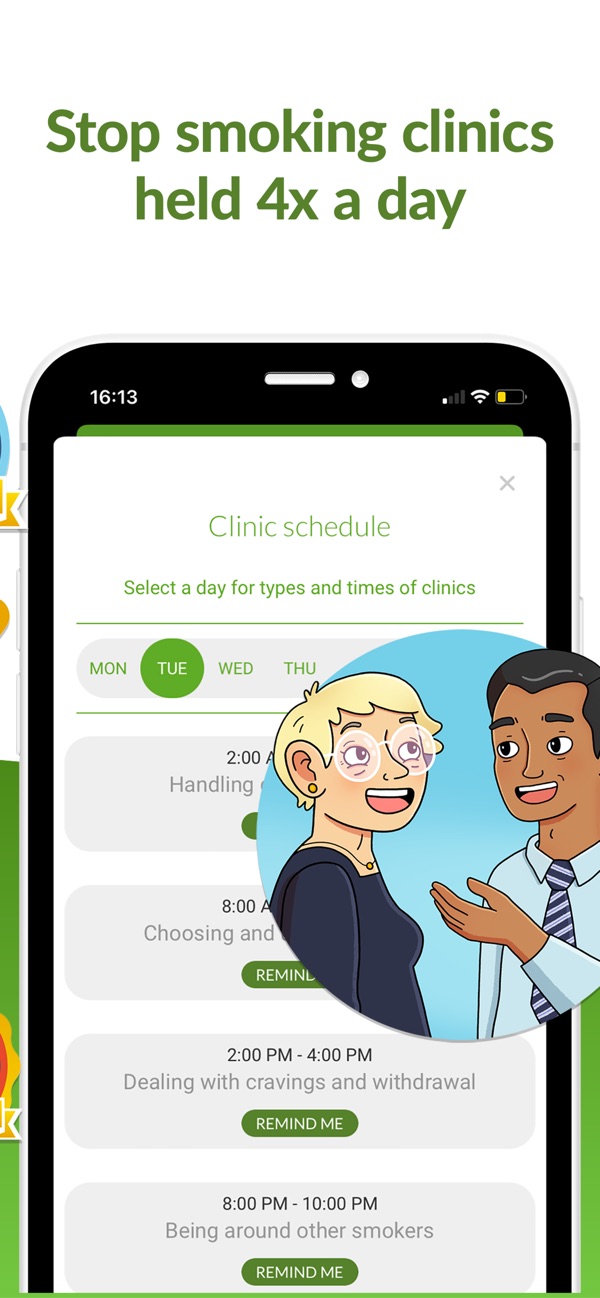 Stop smoking clinics
held 4x a day
16:13
Clinic schedule
Select a day for types and times of clinics
MON TUE WED THU
2:00
Handling
8:00
Choosing and
REMIND
2:00 PM - 4:00 PM
Dealing with cravings and withdrawal
REMIND ME
8:00 PM - 10:00 PM
Being around other smokers
REMIND ME